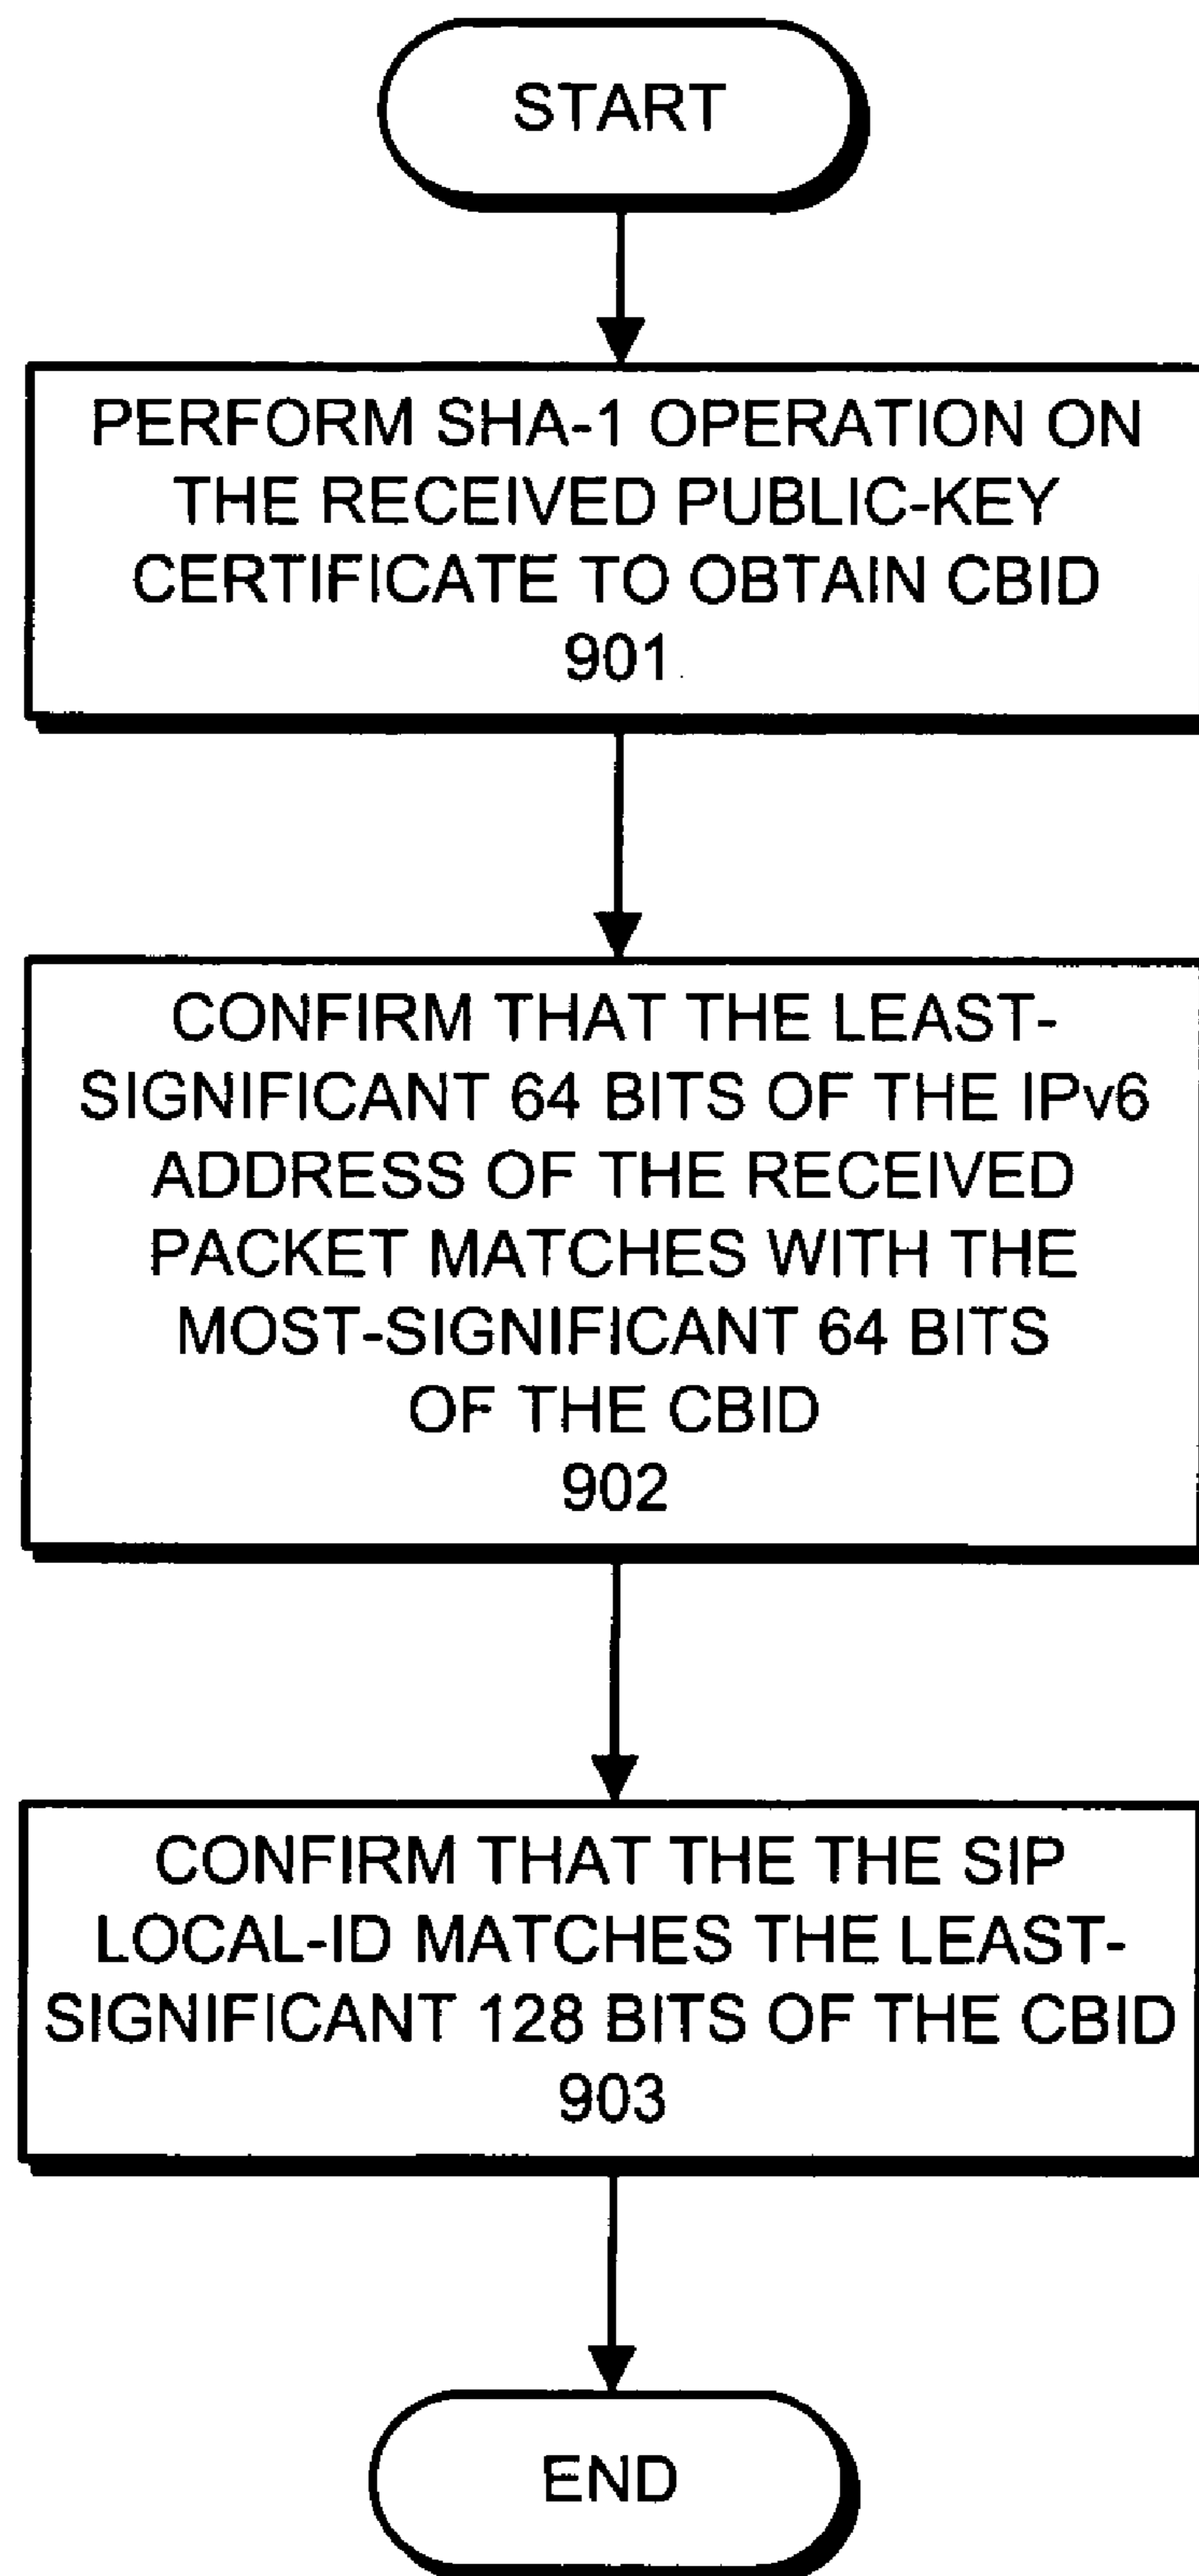 START
PERFORM SHA-1 OPERATION ON
THE RECEIVED PUBLIC-KEY
CERTIFICATE TO OBTAIN CBID
901
CONFIRM THAT THE LEAST-
SIGNIFICANT 64 BITS OF THE IPv6
ADDRESS OF THE RECEIVED
PACKET MATCHES WITH THE
MOST-SIGNIFICANT 64 BITS
OF THE CBID
902
CONFIRM THAT THE THE SIP
LOCAL-ID MATCHES THE LEAST-
SIGNIFICANT 128 BITS OF THE CBID
903
END